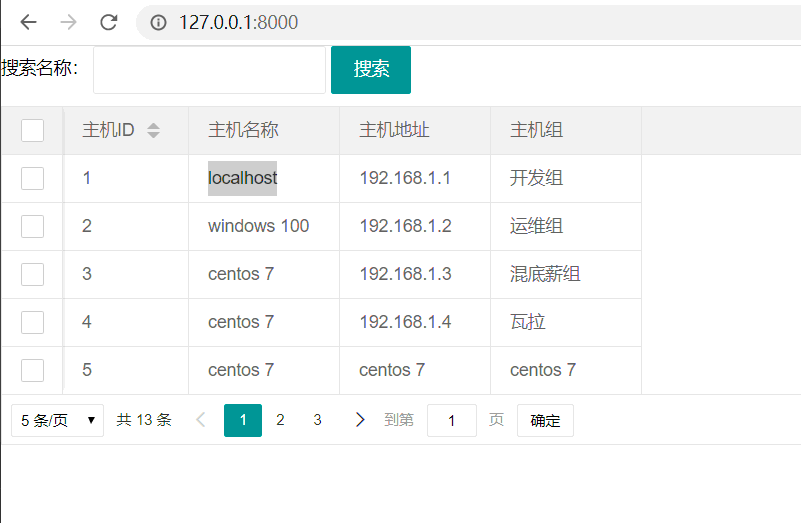 127.0.0.1:8000
搜索名称： 搜索
主机ID 主机名称 主机地址 主机组
1 localhost 192.168.1.1 开发组
2 windows 100 192.168.1.2 运维组
3 centos 7 192.168.1.3 混底薪组
4 centos 7 192.168.1.4 瓦拉
5 centos 7 centos 7 centos 7
5 条/页 共 13 条 1 2 3 到第 1 页 确定